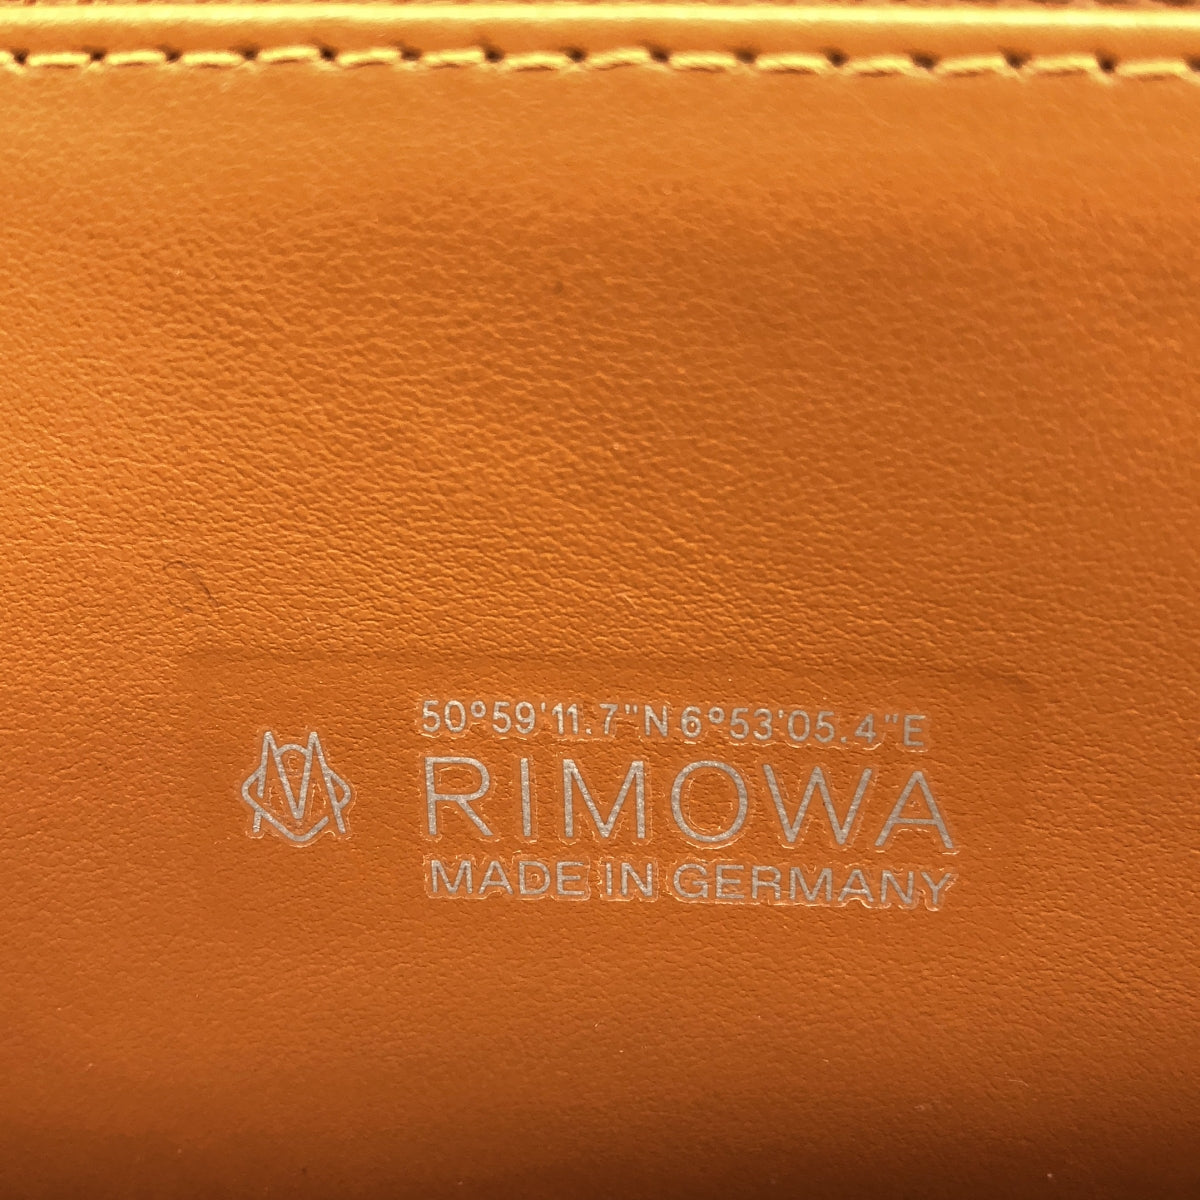 50°59'11.7"N 6°53'05.4"E
RIMOWA
MADE IN GERMANY